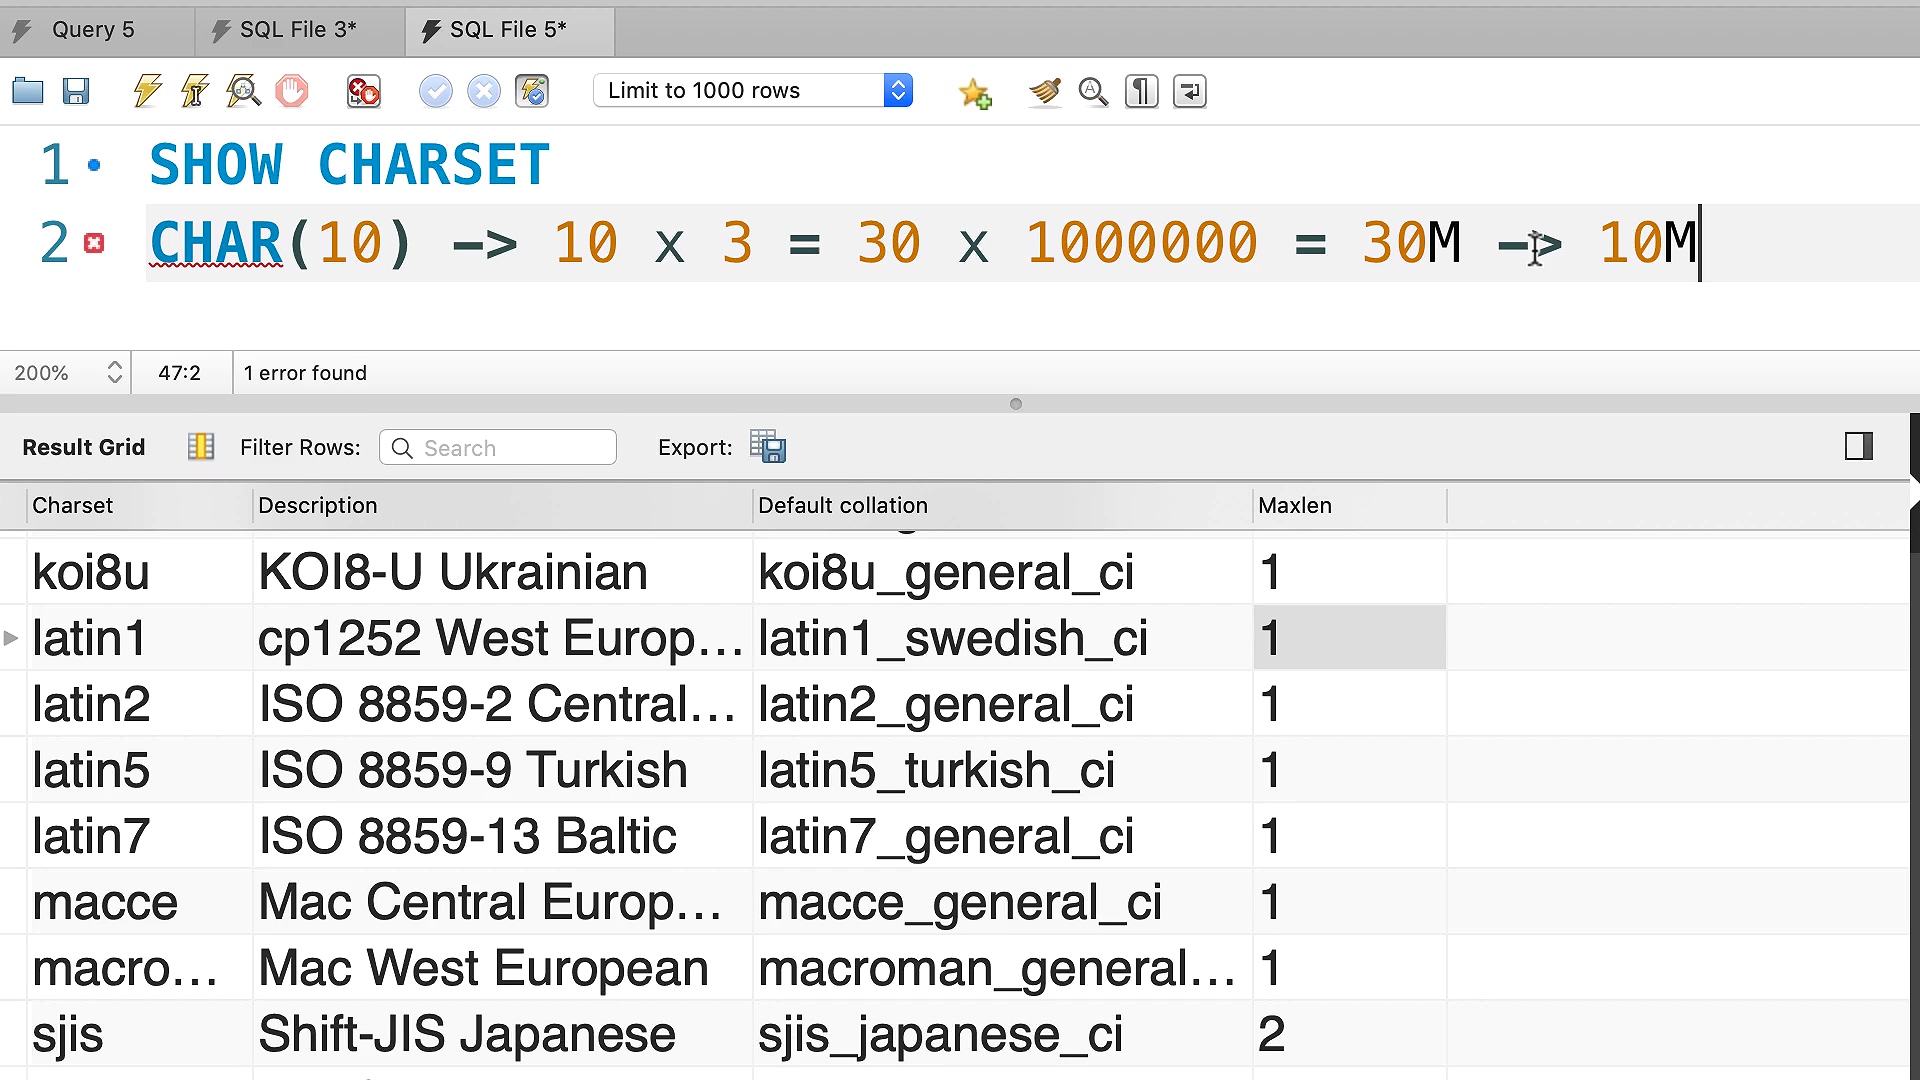 Query 5 SQL File 3* SQL File 5*
Limit to 1000 rows
1 SHOW CHARSET
2 CHAR(10) -> 10 x 3 = 30 x 1000000 = 30M -> 10M
200% 47:2 1 error found
Result Grid Filter Rows: Search Export:
Charset Description Default collation Maxlen
koi8u KOI8-U Ukrainian koi8u_general_ci 1
latin1 cp1252 West Europ... latin1_swedish_ci 1
latin2 ISO 8859-2 Central... latin2_general_ci 1
latin5 ISO 8859-9 Turkish latin5_turkish_ci 1
latin7 ISO 8859-13 Baltic latin7_general_ci 1
macce Mac Central Europ... macce_general_ci 1
macro... Mac West European macroman_general... 1
sjis Shift-JIS Japanese sjis_japanese_ci 2